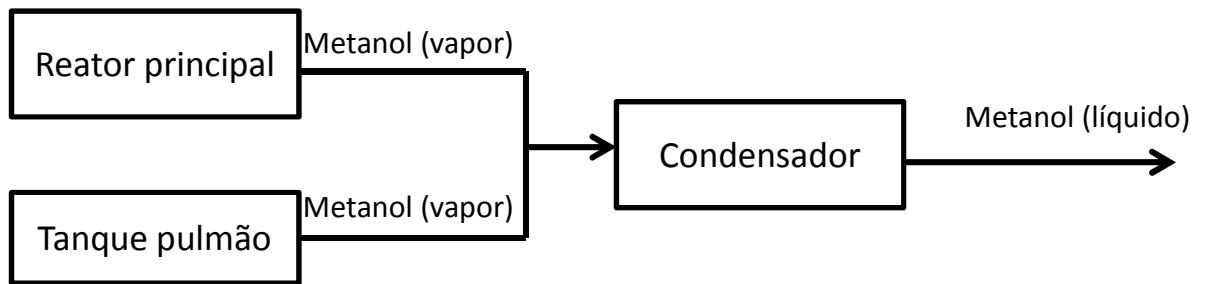 Reator principal
Metanol (vapor)
Condensador
Metanol (líquido)
Tanque pulmão
Metanol (vapor)